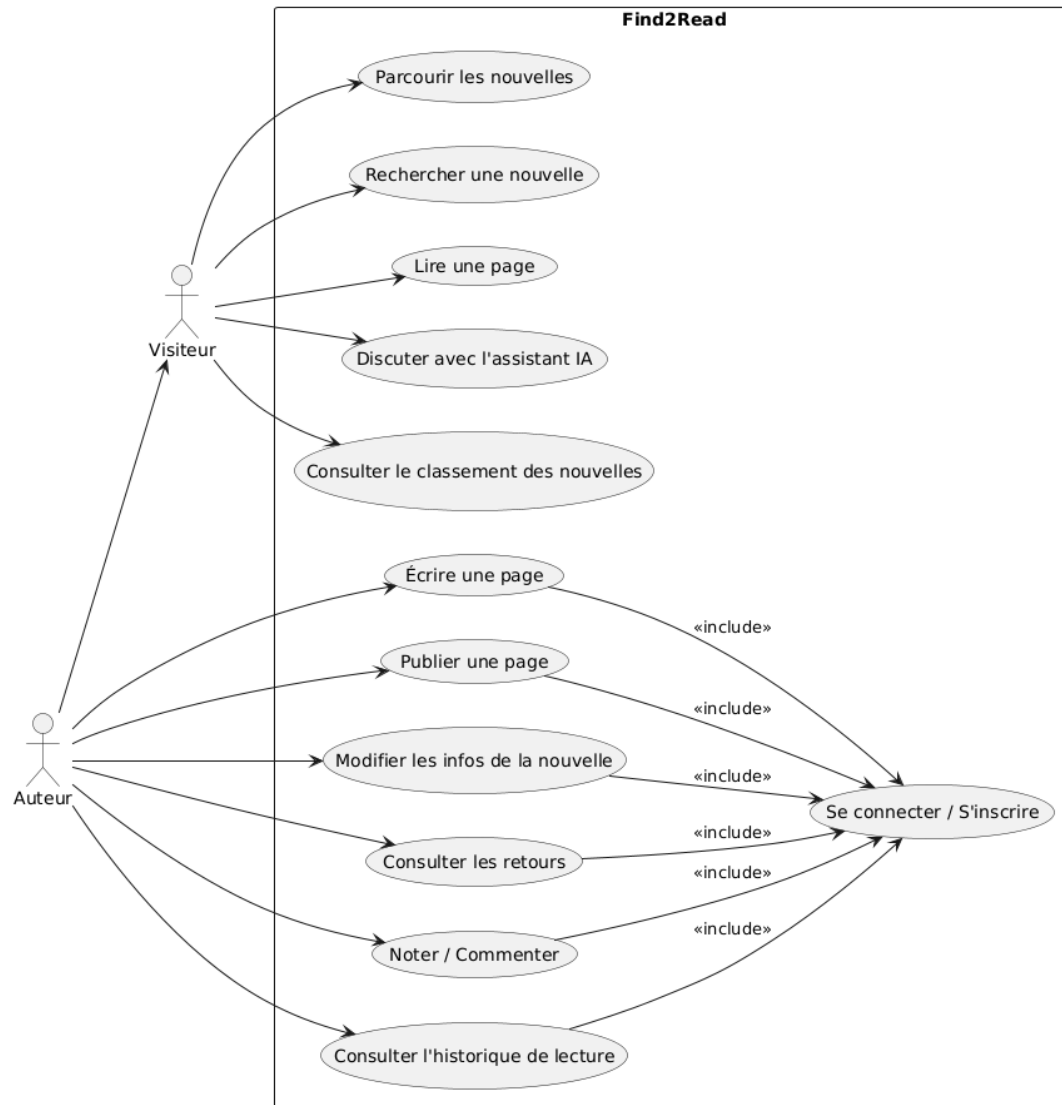 Find2Read
Parcourir les nouvelles
Rechercher une nouvelle
Lire une page
Visiteur
Discuter avec l'assistant IA
Consulter le classement des nouvelles
Écrire une page
«include»
Publier une page
«include»
Modifier les infos de la nouvelle
«include»
Auteur
Se connecter / S'inscrire
«include»
Consulter les retours
«include»
Noter / Commenter
«include»
Consulter l'historique de lecture